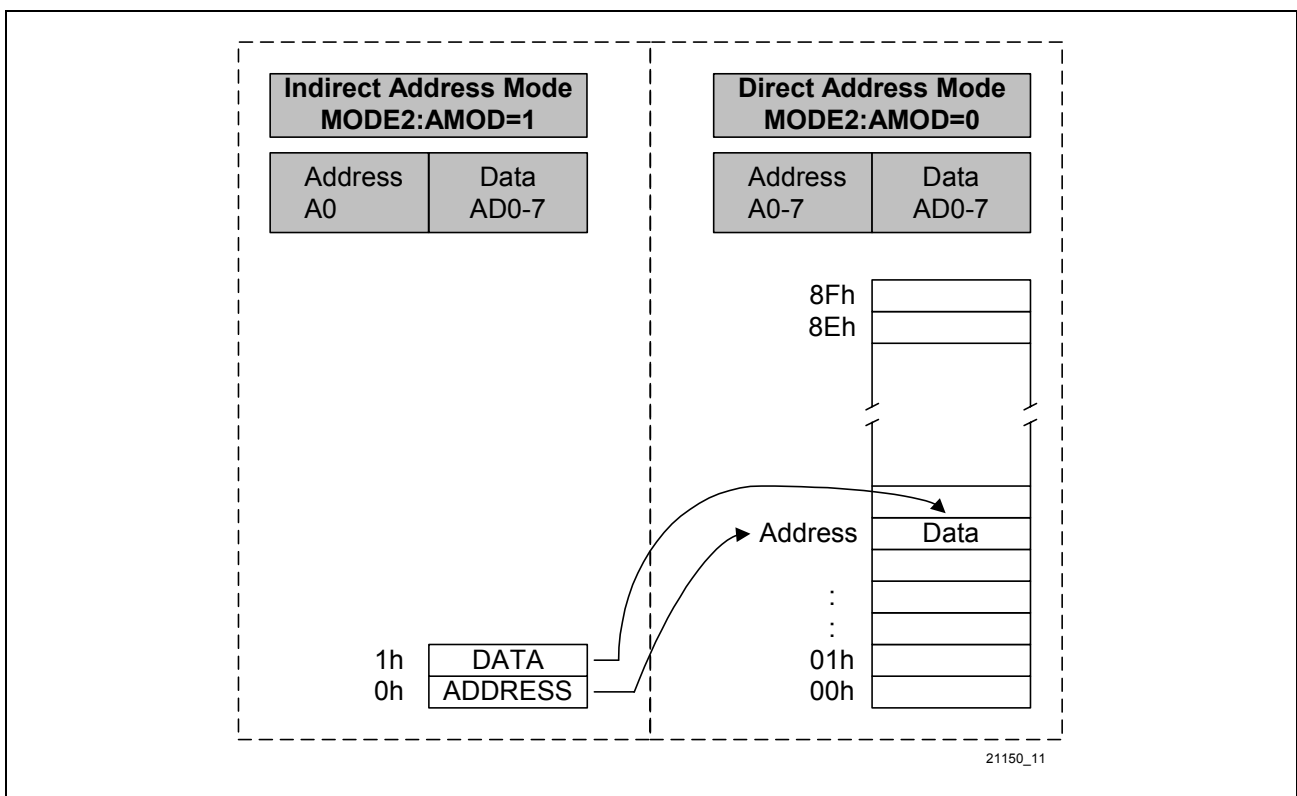 Indirect Address Mode
MODE2:AMOD=1
Address
A0
Data
AD0-7
1h
DATA
0h
ADDRESS
Direct Address Mode
MODE2:AMOD=0
Address
A0-7
Data
AD0-7
8Fh
8Eh
Address
Data
:
:
01h
00h
21150_11